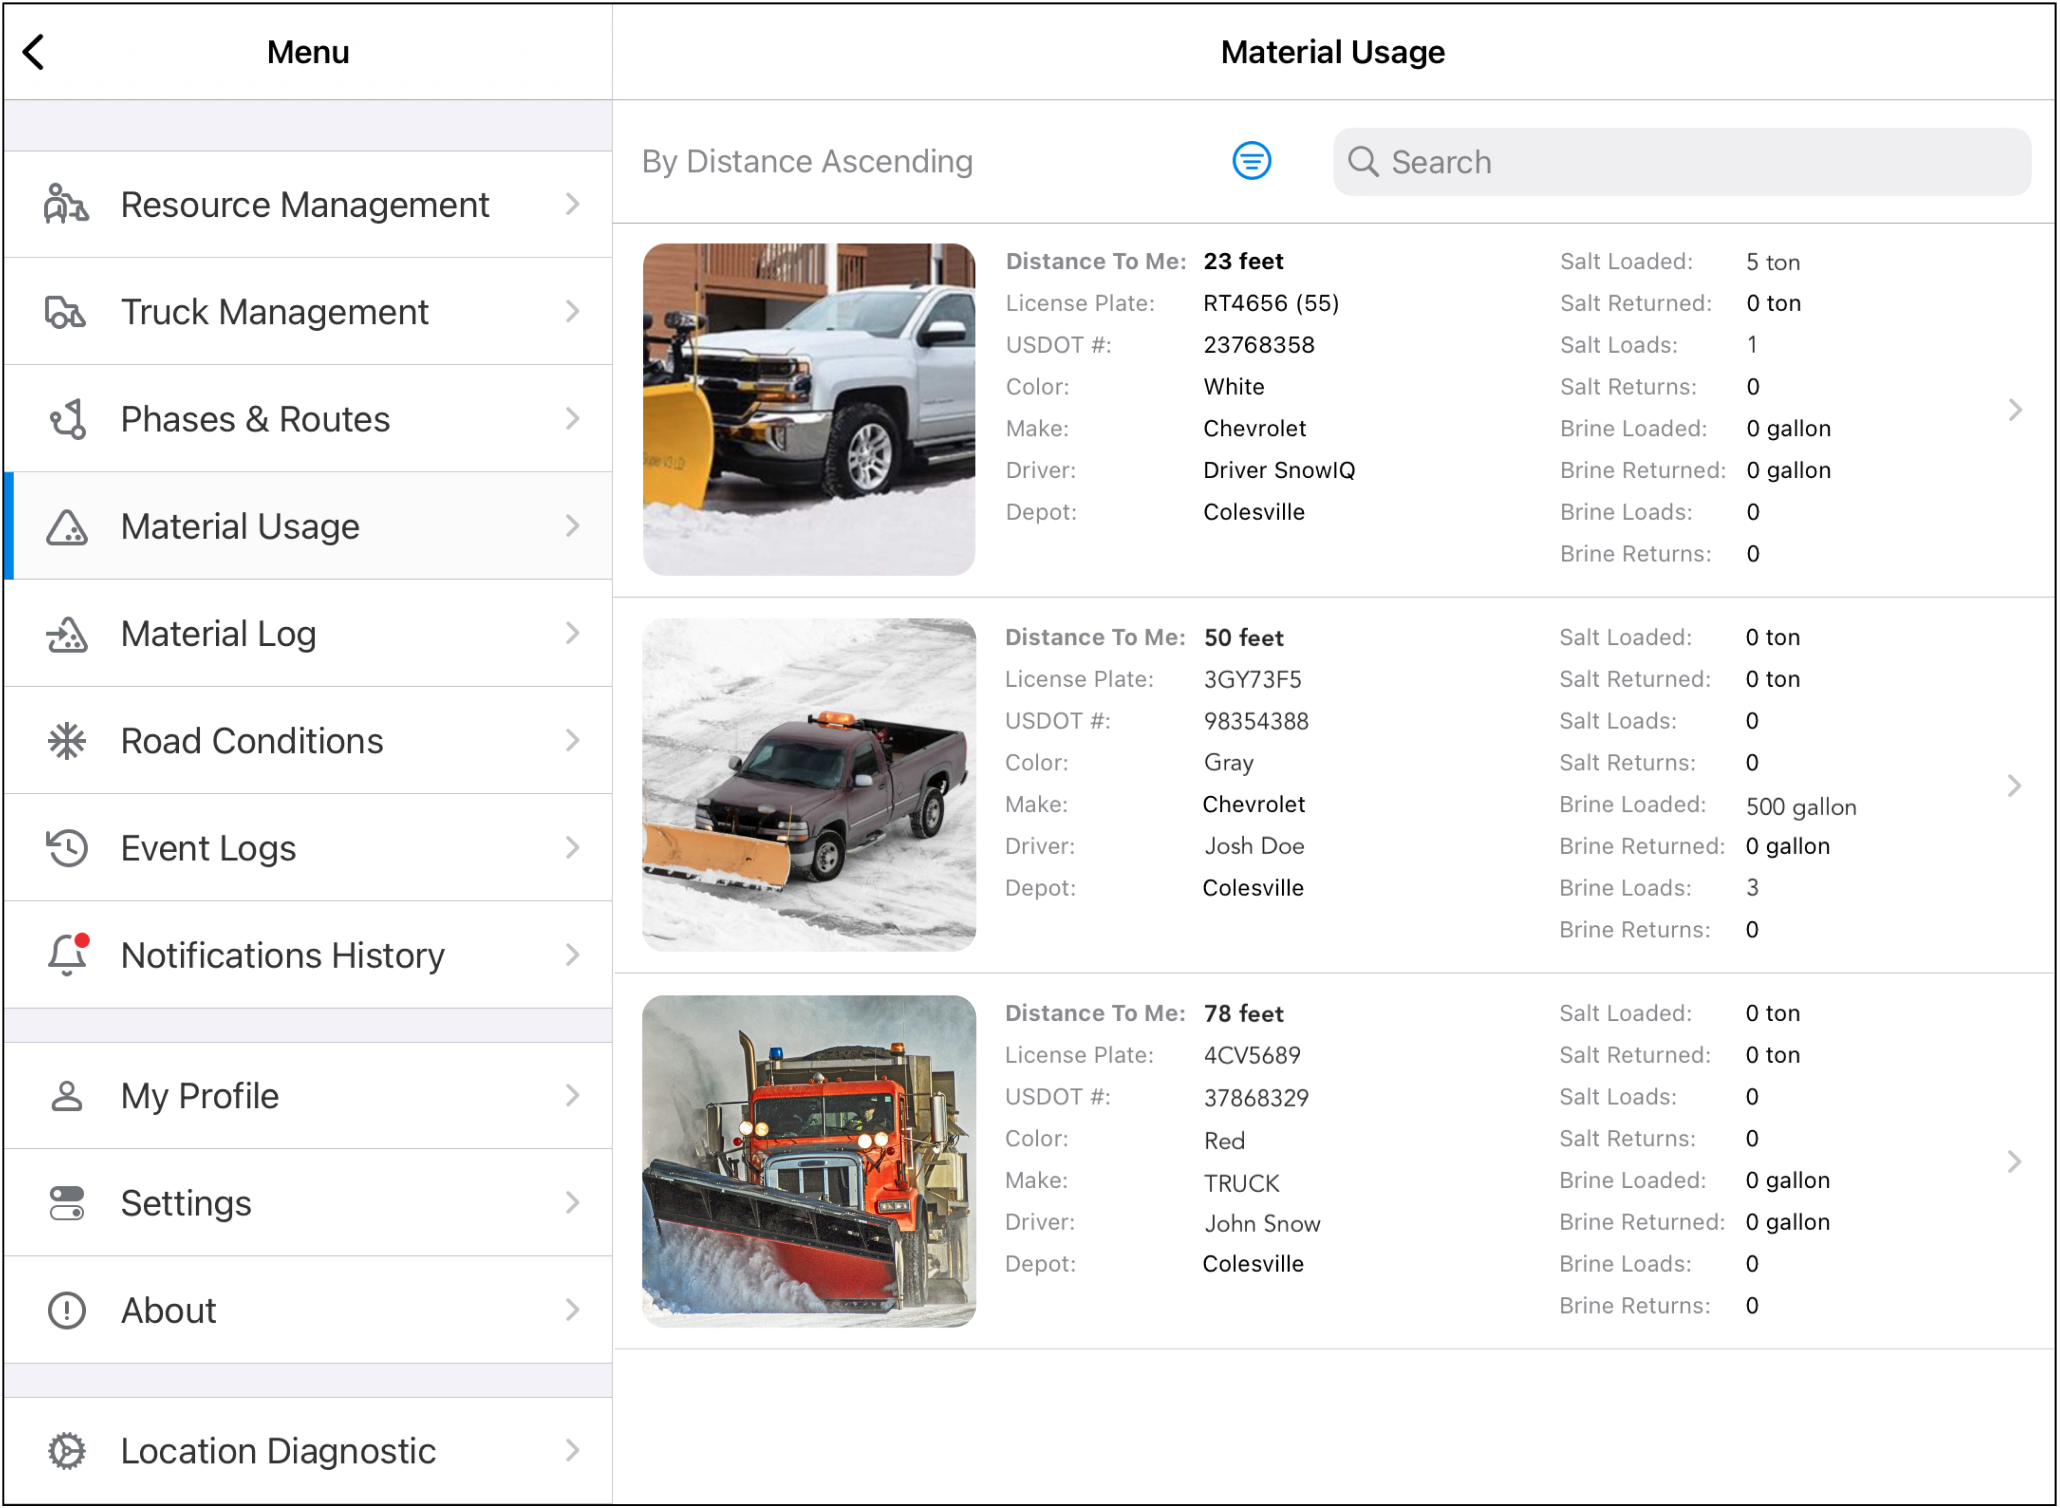 Menu
Resource Management
Truck Management
Phases & Routes
Material Usage
Material Log
Road Conditions
Event Logs
Notifications History
My Profile
Settings
About
Location Diagnostic
Material Usage
By Distance Ascending
Search
Distance To Me: 23 feet
License Plate: RT4656 (55)
USDOT #: 23768358
Color: White
Make: Chevrolet
Driver: Driver SnowIQ
Depot: Colesville
Salt Loaded: 5 ton
Salt Returned: 0 ton
Salt Loads: 1
Salt Returns: 0
Brine Loaded: 0 gallon
Brine Returned: 0 gallon
Brine Loads: 0
Brine Returns: 0
Distance To Me: 50 feet
License Plate: 3GY73F5
USDOT #: 98354388
Color: Gray
Make: Chevrolet
Driver: Josh Doe
Depot: Colesville
Salt Loaded: 0 ton
Salt Returned: 0 ton
Salt Loads: 0
Salt Returns: 0
Brine Loaded: 500 gallon
Brine Returned: 0 gallon
Brine Loads: 3
Brine Returns: 0
Distance To Me: 78 feet
License Plate: 4CV5689
USDOT #: 37868329
Color: Red
Make: TRUCK
Driver: John Snow
Depot: Colesville
Salt Loaded: 0 ton
Salt Returned: 0 ton
Salt Loads: 0
Salt Returns: 0
Brine Loaded: 0 gallon
Brine Returned: 0 gallon
Brine Loads: 0
Brine Returns: 0